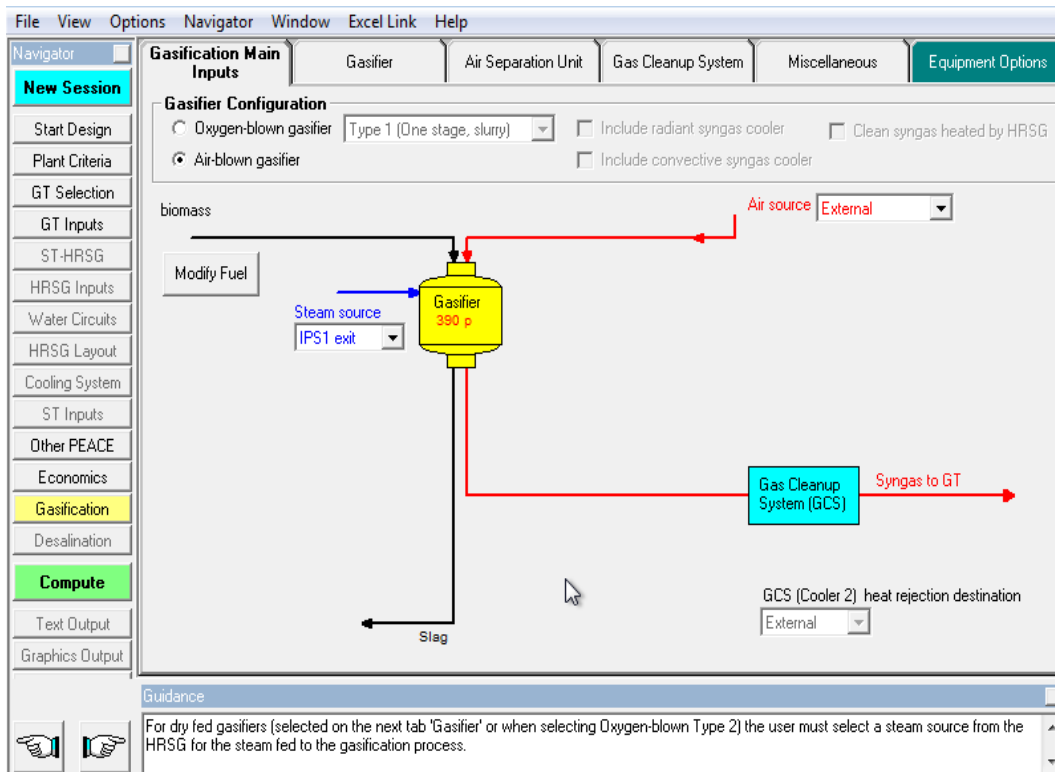 File View Options Navigator Window Excel Link Help
Navigator
New Session
Start Design
Plant Criteria
GT Selection
GT Inputs
ST-HRSG
HRSG Inputs
Water Circuits
HRSG Layout
Cooling System
ST Inputs
Other PEACE
Economics
Gasification
Desalination
Compute
Text Output
Graphics Output
Gasification Main
Inputs
Gasifier
Air Separation Unit
Gas Cleanup System
Miscellaneous
Equipment Options
Gasifier Configuration
Oxygen-blown gasifier Type 1 (One stage, slurry) Include radiant syngas cooler Clean syngas heated by HRSG
Air-blown gasifier Include convective syngas cooler
biomass
Air source External
Modify Fuel
Steam source
IPS1 exit
Gasifier
390 p
Gas Cleanup
System (GCS)
Syngas to GT
GCS (Cooler 2) heat rejection destination
External
Slag
Guidance
For dry fed gasifiers (selected on the next tab 'Gasifier' or when selecting Oxygen-blown Type 2) the user must select a steam source from the
HRSG for the steam fed to the gasification process.